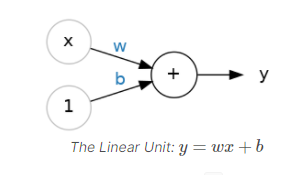 x
w
+
y
b
1
The Linear Unit: y = wx + b